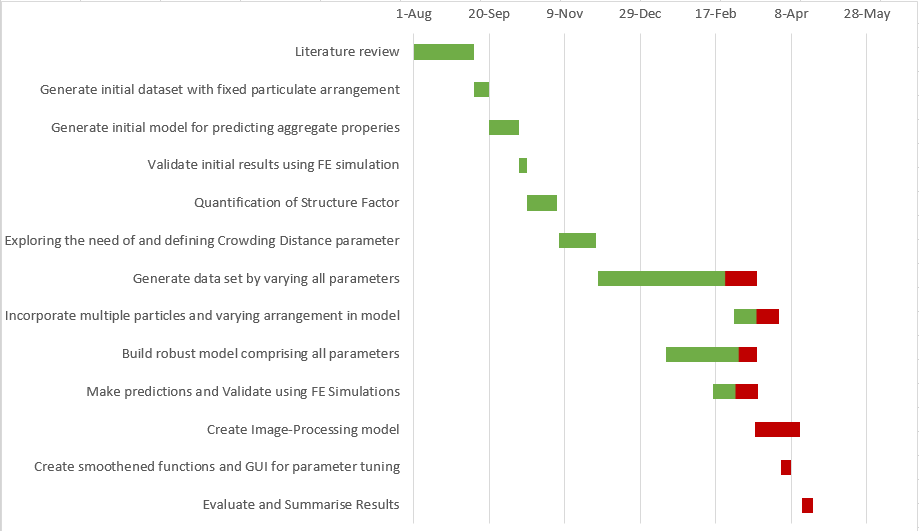 1-Aug 20-Sep 9-Nov 29-Dec 17-Feb 8-Apr 28-May
Literature review
Generate initial dataset with fixed particulate arrangement
Generate initial model for predicting aggregate properies
Validate initial results using FE simulation
Quantification of Structure Factor
Exploring the need of and defining Crowding Distance parameter
Generate data set by varying all parameters
Incorporate multiple particles and varying arrangement in model
Build robust model comprising all parameters
Make predictions and Validate using FE Simulations
Create Image-Processing model
Create smoothened functions and GUI for parameter tuning
Evaluate and Summarise Results